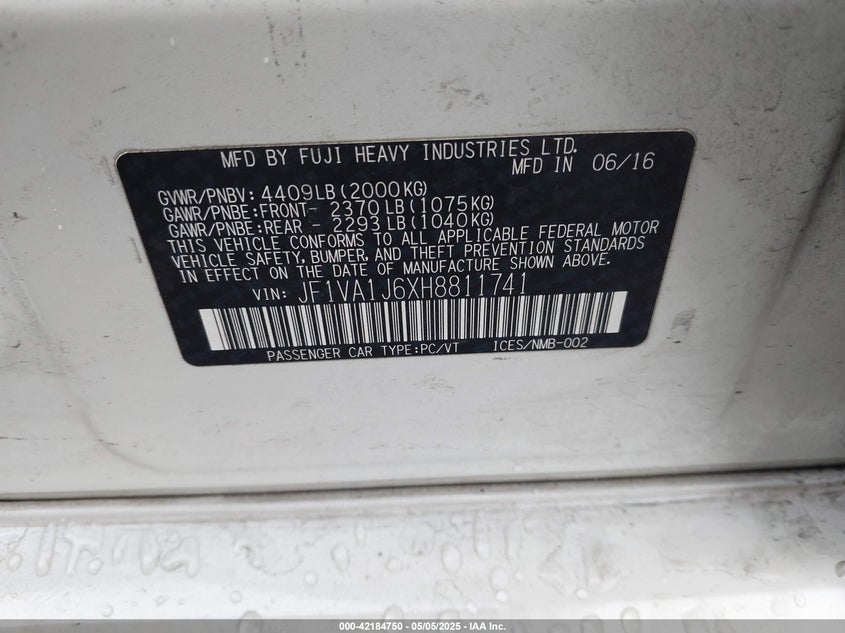 MFD BY FUJI HEAVY INDUSTRIES LTD.
MFD IN 06/16
GVWR/PNBV: 4409LB(2000KG)
GAWR/PNBE:FRONT- 2370LB(1075KG)
GAWR/PNBE:REAR - 2293LB(1040KG)
THIS VEHICLE CONFORMS TO ALL APPLICABLE FEDERAL MOTOR
VEHICLE SAFETY, BUMPER, AND THEFT PREVENTION STANDARDS
IN EFFECT ON THE DATE OF MANUFACTURE SHOWN ABOVE.
VIN: JF1VA1J6XH8811741
PASSENGER CAR TYPE:PC/VT ICES/NMB-002
000-42184750 - 05/05/2025 - IAA Inc.